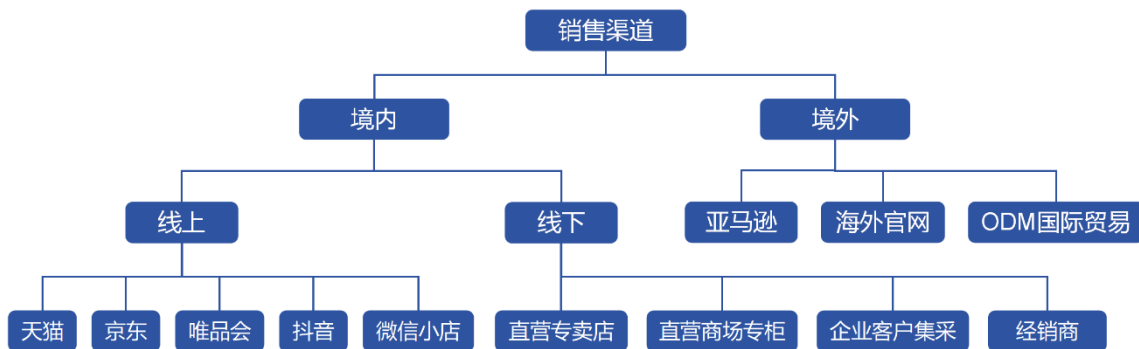 销售渠道
境内
境外
线上
线下
亚马逊
海外官网
ODM国际贸易
天猫
京东
唯品会
抖音
微信小店
直营专卖店
直营商场专柜
企业客户集采
经销商